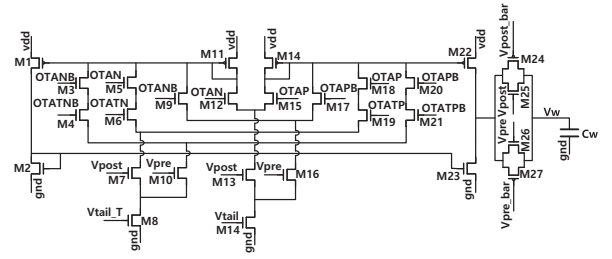 vdd vdd vdd vdd
M1 M11 M14 M22 Vpost_bar
M24
OTANB OTAN OTAP OTAPB
M3 M5 OTANB OTAN OTAP OTAPB M18 M20
M9 M12 M15 M17 M25
OTATNB OTATN OTATP OTATPB Vpre Vpost Vw
M4 M6 M19 M21 M26 Cw
gnd
M2 Vpost Vpre Vpost Vpre M23 M27
M7 M10 M13 M16
gnd gnd Vpre_bar
Vtail_T M8 Vtail
M14
gnd gnd